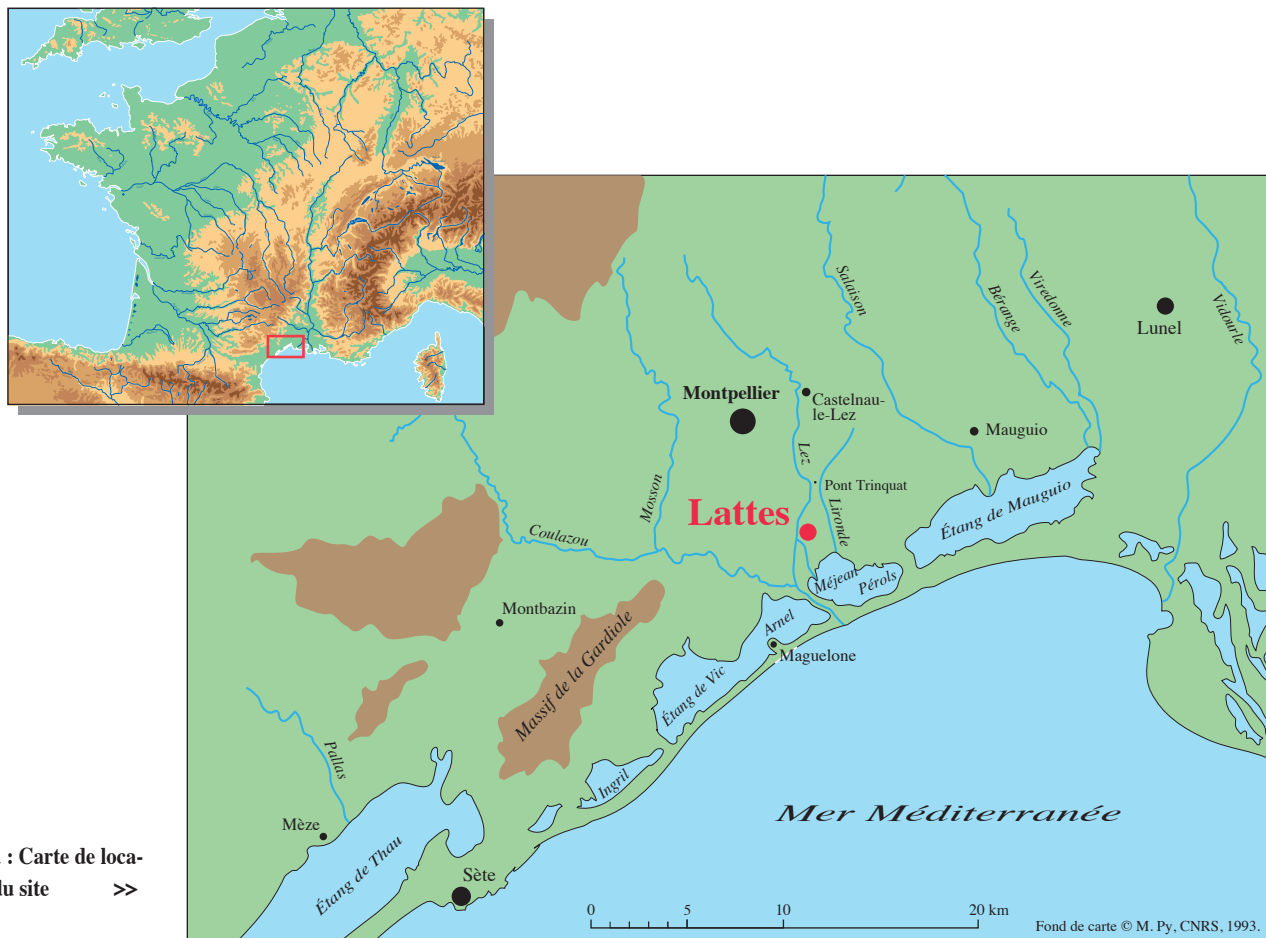 Salaison
Bérange
Viredonne
Vidourle
Lunel
Montpellier
Castelnau-
le-Lez
Mauguio
Lez
Pont Trinquat
Mosson
Lattes
Lironde
Étang de Mauguio
Coulazou
Méjean
Pérols
Montbazin
Massif de la Gardiole
Arnel
Maguelone
Étang de Vic
Pallas
Ingril
Mer Méditerranée
Mèze
Étang de Thau
Sète
: Carte de loca-
du site >>
0 5 10 20 km
Fond de carte © M. Py, CNRS, 1993.